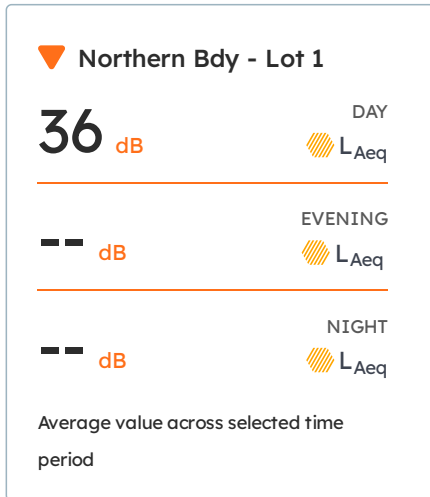 Northern Bdy - Lot 1
36 dB
DAY
LAeq
-- dB
EVENING
LAeq
-- dB
NIGHT
LAeq
Average value across selected time
period